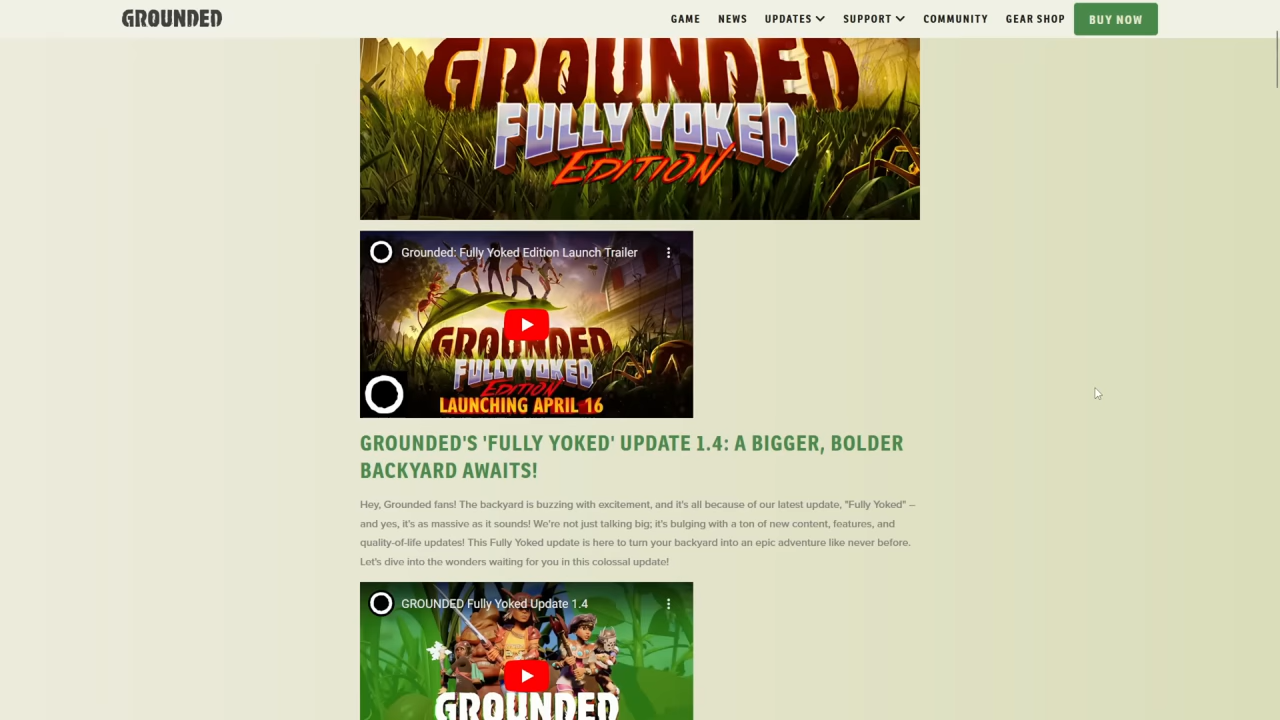 GROUNDED
GAME NEWS UPDATES SUPPORT COMMUNITY GEAR SHOP BUY NOW
GROUNDED
FULLY YOKED
EDITION
Grounded: Fully Yoked Edition Launch Trailer
GROUNDED
FULLY YOKED
EDITION
LAUNCHING APRIL 16
GROUNDED'S 'FULLY YOKED' UPDATE 1.4: A BIGGER, BOLDER
BACKYARD AWAITS!
Hey, Grounded fans! The backyard is buzzing with excitement, and it's all because of our latest update, "Fully Yoked" –
and yes, it's as massive as it sounds! We're not just talking big; it's bulging with a ton of new content, features, and
quality-of-life updates! This Fully Yoked update is here to turn your backyard into an epic adventure like never before.
Let's dive into the wonders waiting for you in this colossal update!
GROUNDED Fully Yoked Update 1.4
GROUNDED